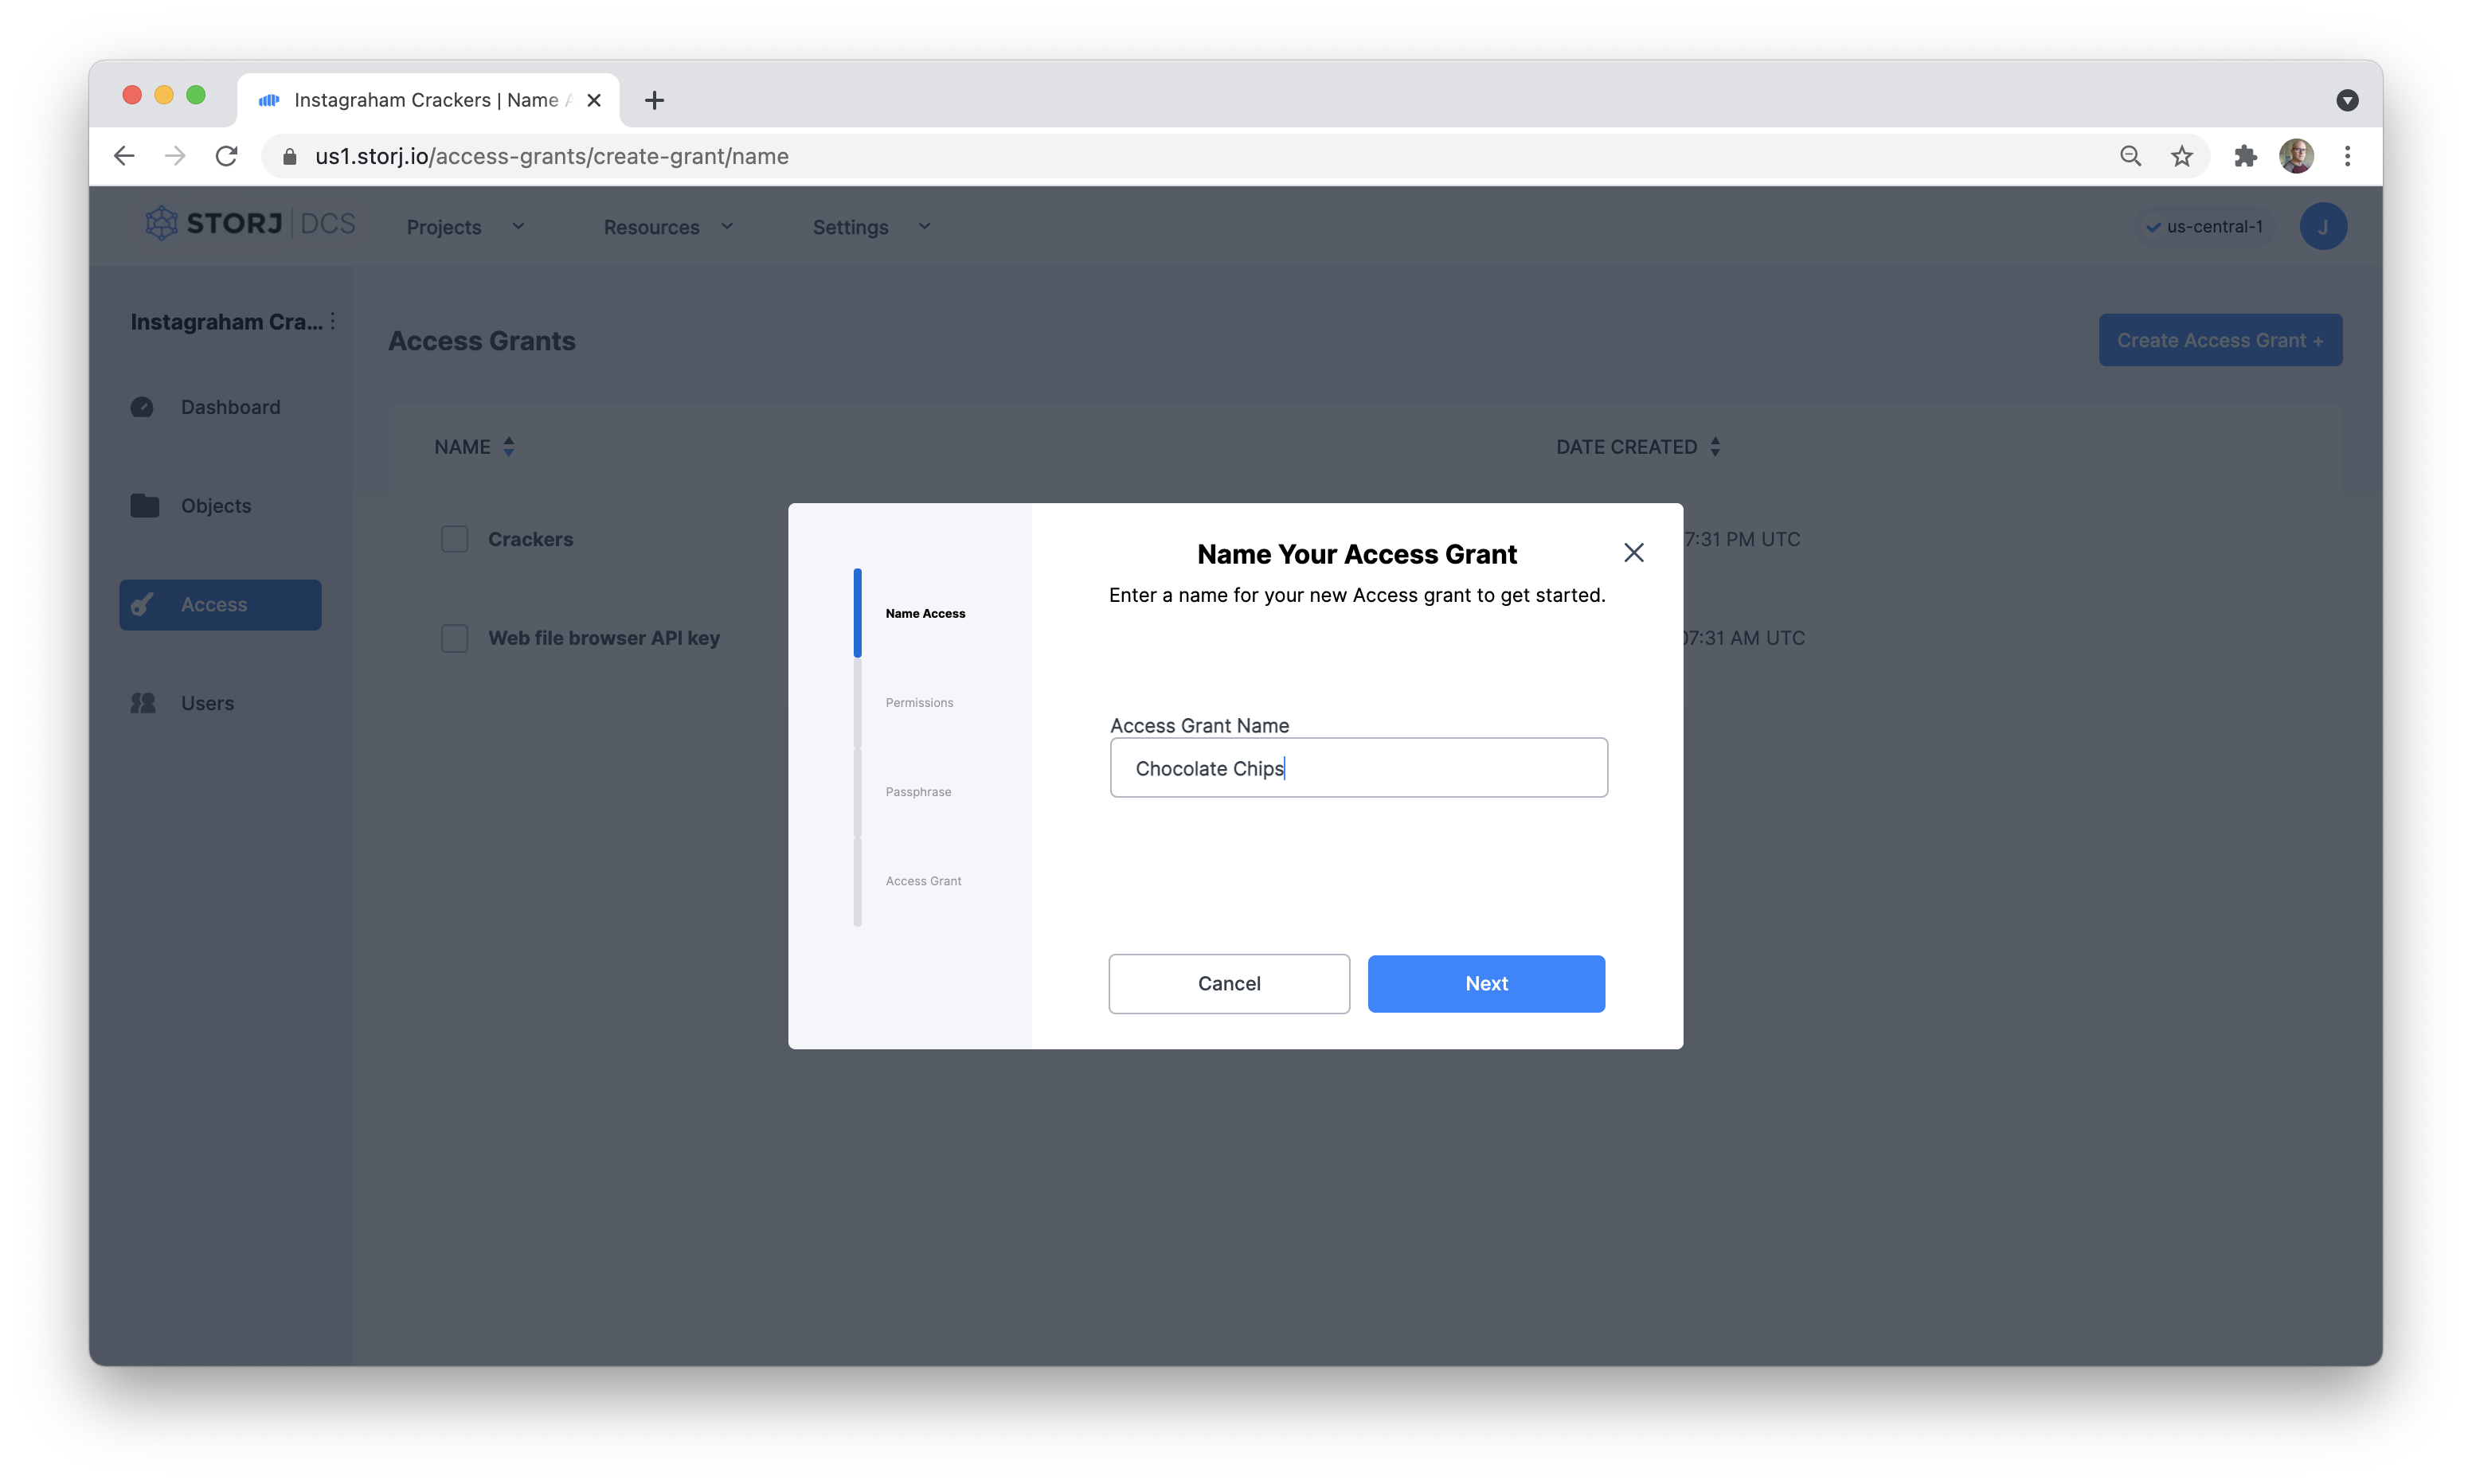 Instagraham Crackers | Name
us1.storj.io/access-grants/create-grant/name
STORJ DCS
Projects
Resources
Settings
us-central-1
J
Instagraham Cra...
Access Grants
Create Access Grant +
Dashboard
NAME
DATE CREATED
Objects
Crackers
7:31 PM UTC
Access
Web file browser API key
07:31 AM UTC
Users
Name Access
Permissions
Passphrase
Access Grant
Name Your Access Grant
Enter a name for your new Access grant to get started.
Access Grant Name
Chocolate Chips
Cancel
Next